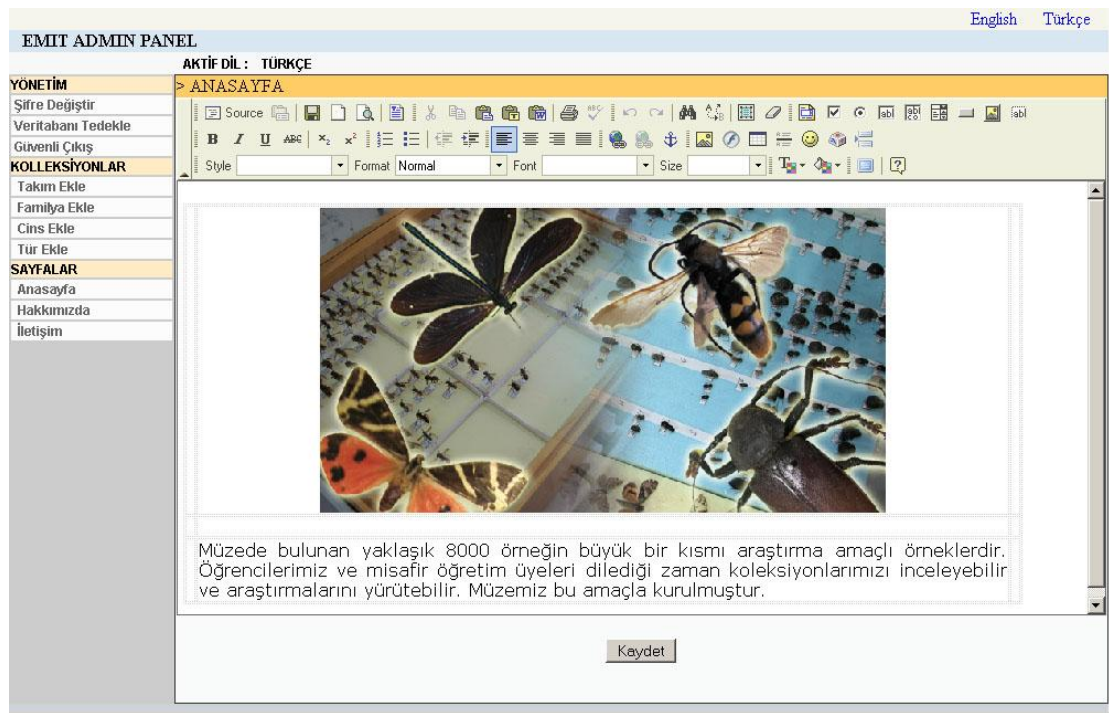 English Türkçe
EMIT ADMIN PANEL
AKTİF DİL : TÜRKÇE
YÖNETİM
Şifre Değiştir
Veritabanı Tedekle
Güvenli Çıkış
KOLLEKSİYONLAR
Takım Ekle
Familya Ekle
Cins Ekle
Tür Ekle
SAYFALAR
Anasayfa
Hakkımızda
İletişim
> ANASAYFA
Source
B I U ABC x₂ x²
Style Format Normal Font Size
Müzede bulunan yaklaşık 8000 örneğin büyük bir kısmı araştırma amaçlı örneklerdir.
Öğrencilerimiz ve misafir öğretim üyeleri dilediği zaman koleksiyonlarımızı inceleyebilir
ve araştırmalarını yürütebilir. Müzemiz bu amaçla kurulmuştur.
Kaydet